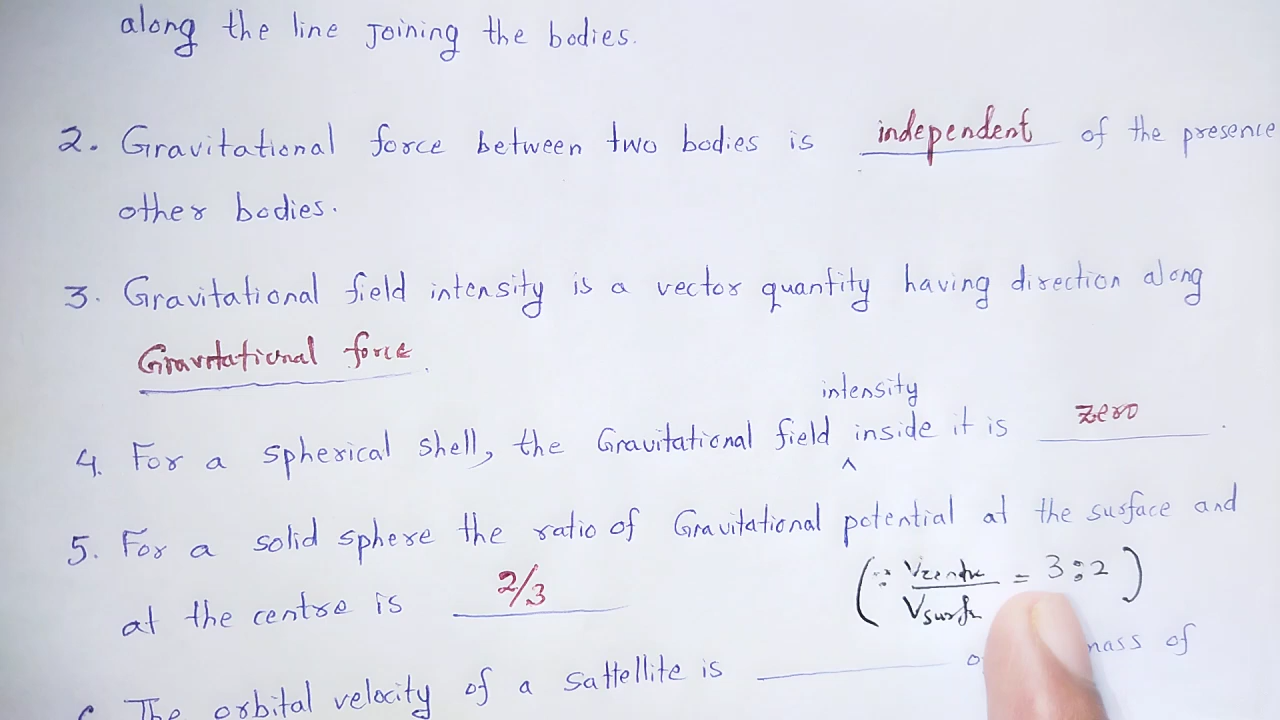 along the line joining the bodies.
2. Gravitational force between two bodies is independent of the presence
other bodies.
3. Gravitational field intensity is a vector quantity having direction along
Gravitational force.
intensity
4. For a spherical shell, the Gravitational field ^ inside it is zero.
5. For a solid sphere the ratio of Gravitational potential at the surface and
at the centre is 2/3 (∵ Vcentre/Vsurfa = 3:2)
The orbital velocity of a sattellite is mass of